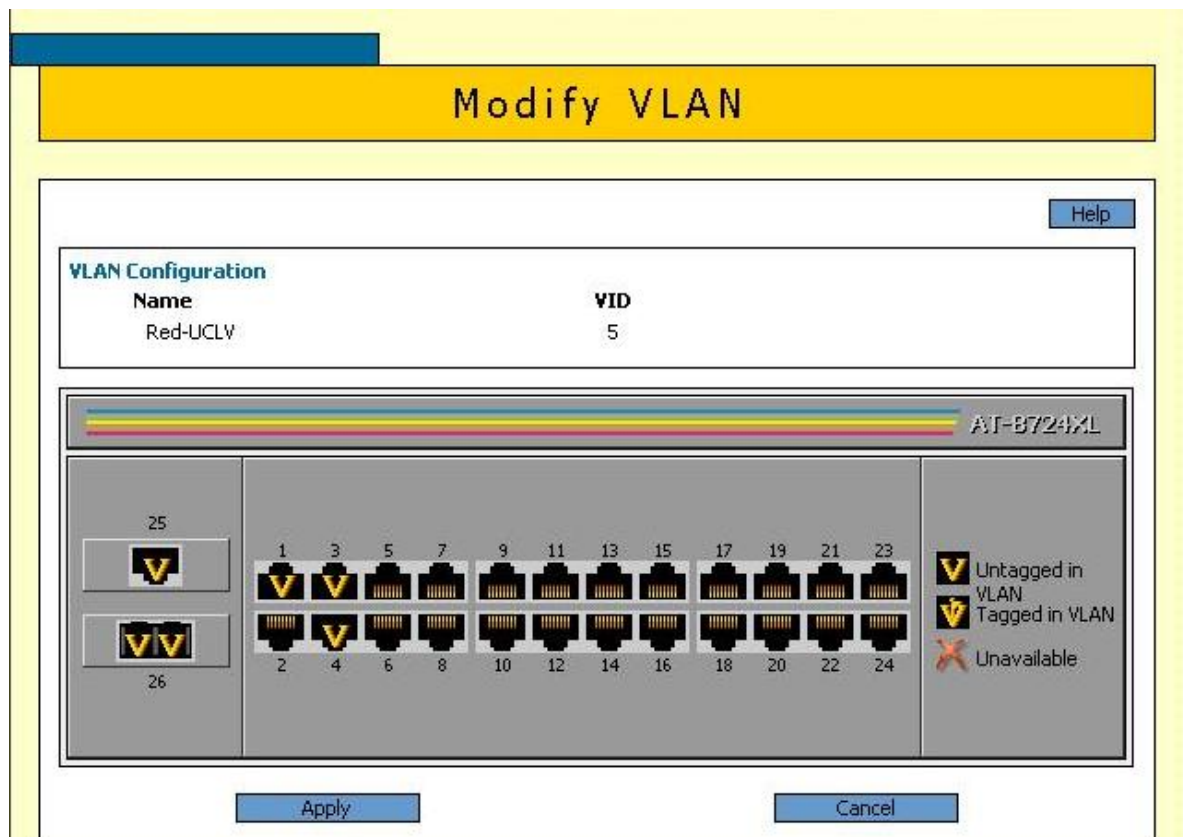 Modify VLAN
Help
VLAN Configuration
Name VID
Red-UCLV 5
AT-8724XL
25
1 3 5 7 9 11 13 15 17 19 21 23
2 4 6 8 10 12 14 16 18 20 22 24
26
Untagged in
VLAN
Tagged in VLAN
Unavailable
Apply Cancel